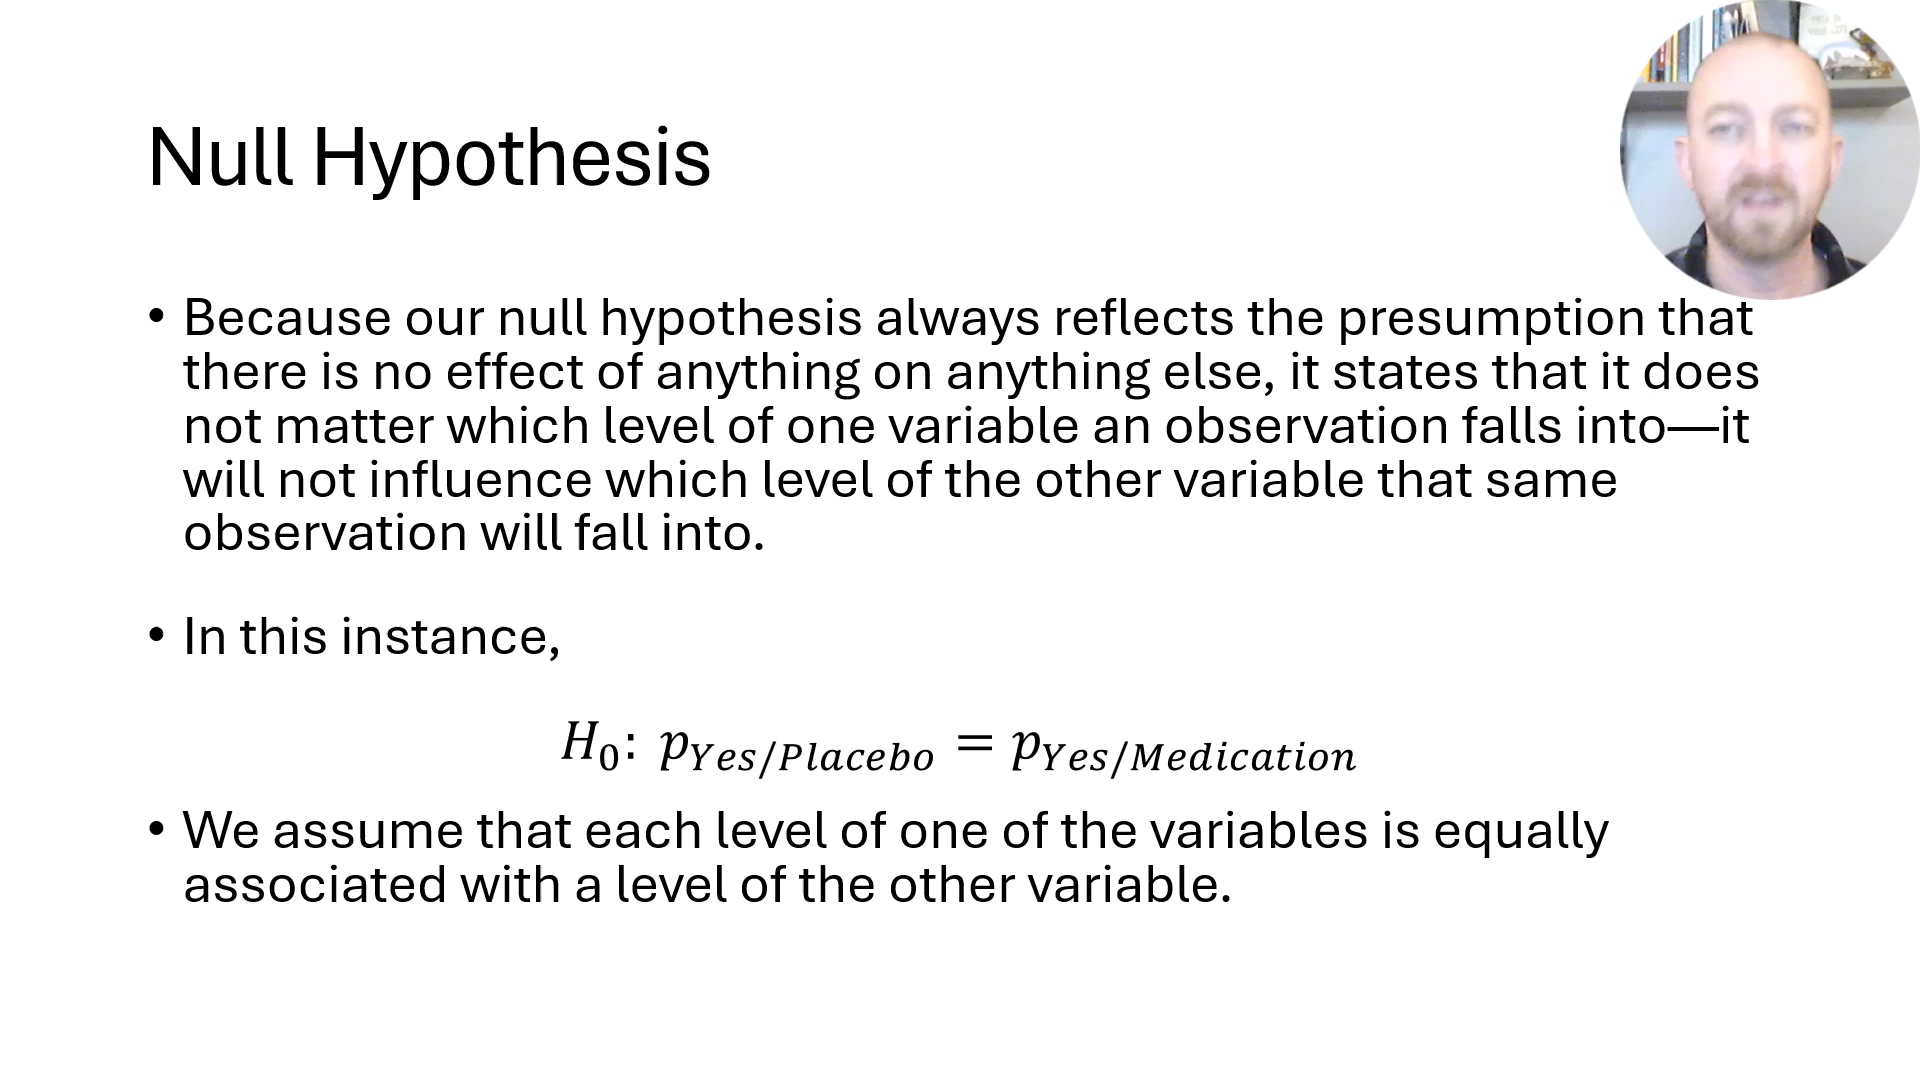 Null Hypothesis
• Because our null hypothesis always reflects the presumption that
there is no effect of anything on anything else, it states that it does
not matter which level of one variable an observation falls into—it
will not influence which level of the other variable that same
observation will fall into.
• In this instance,
H₀: p_{Yes/Placebo} = p_{Yes/Medication}
• We assume that each level of one of the variables is equally
associated with a level of the other variable.